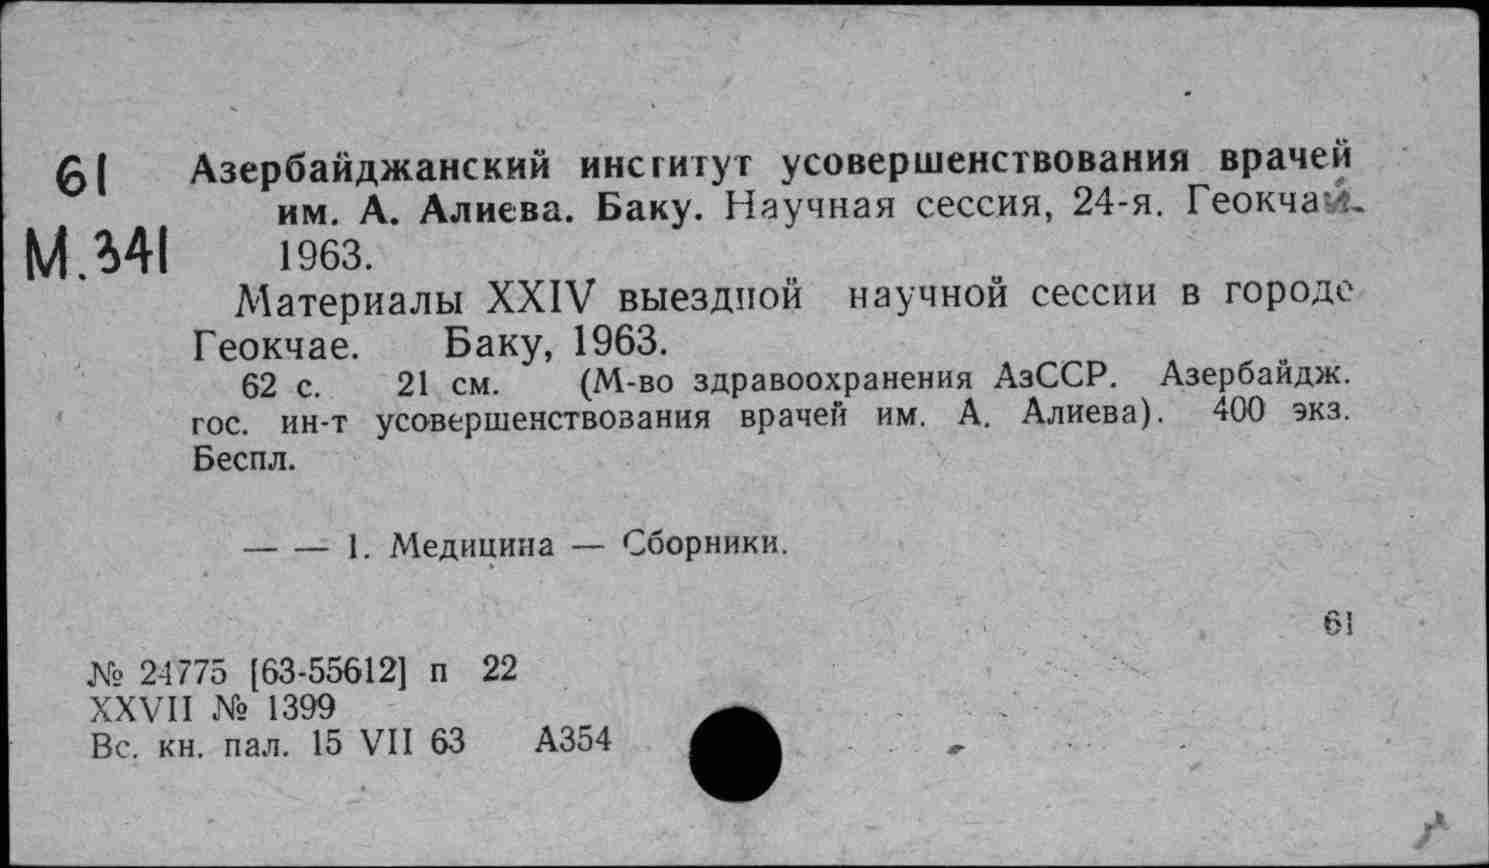 61 Азербайджанский институт усовершенствования врачей
им. А. Алиева. Баку. Научная сессия, 24-я. Геокчай.
М.341 1963.
Материалы XXIV выездной научной сессии в городе
Геокчае. Баку, 1963.
62 с. 21 см. (М-во здравоохранения АзССР. Азербайдж.
гос. ин-т усовершенствования врачей им. А. Алиева). 400 экз.
Беспл.
— — 1. Медицина — Сборники.
61
№ 24775 [63-55612] п 22
XXVII № 1399
Вс. кн. пал. 15 VII 63 А354